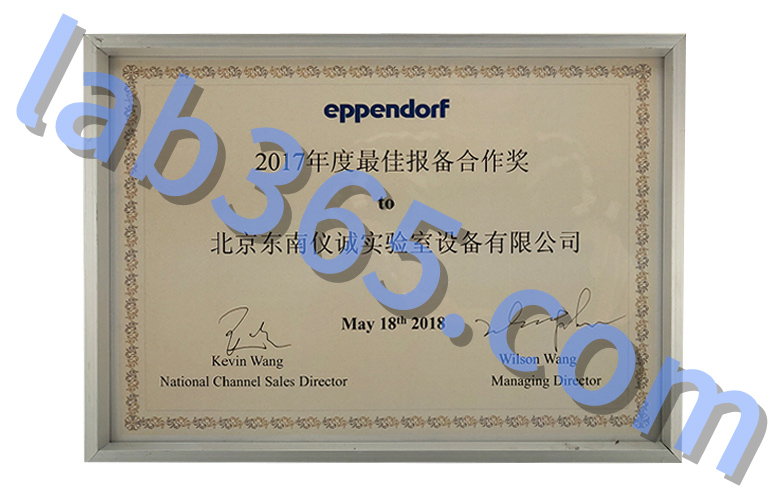 eppendorf
2017年度最佳报备合作奖
to
北京东南仪诚实验室设备有限公司
May 18th 2018
Kevin Wang
National Channel Sales Director
Wilson Wang
Managing Director
lab365.com